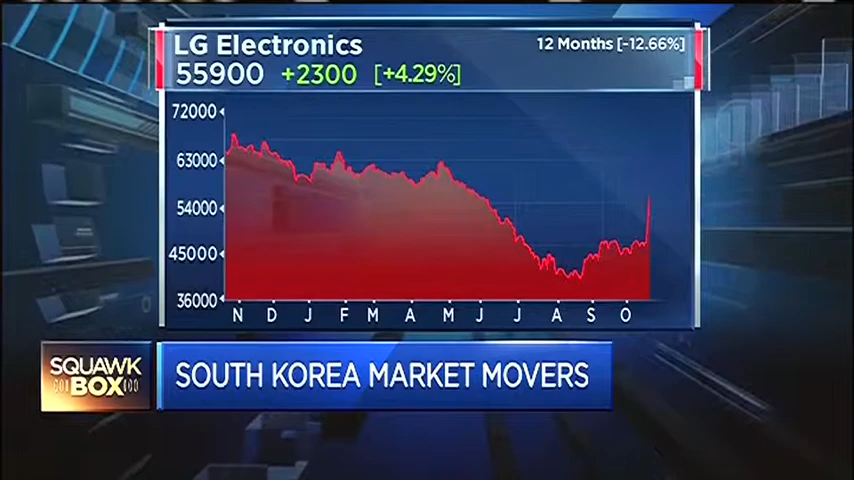 LG Electronics
12 Months [-12.66%]
55900 +2300 [+4.29%]
72000
63000
54000
45000
36000
N D J F M A M J J A S O
SQUAWK
BOX
SOUTH KOREA MARKET MOVERS